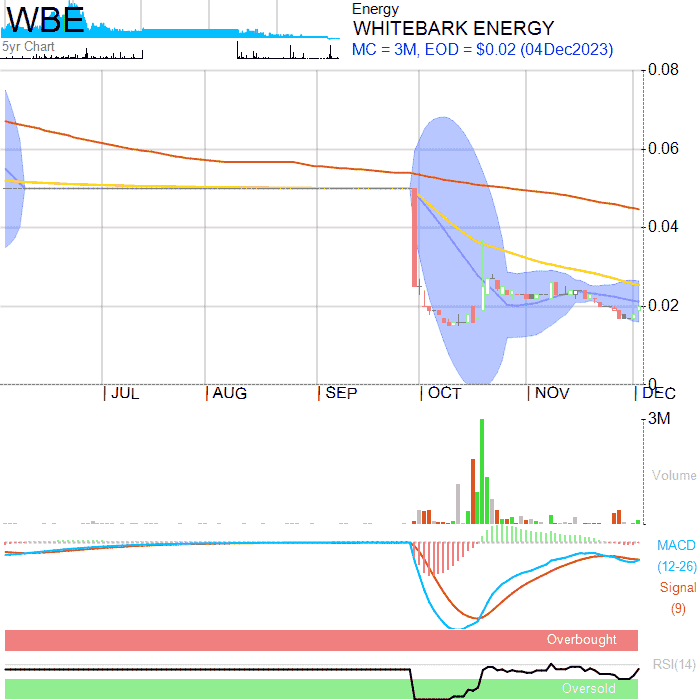 WBE
Energy
WHITEBARK ENERGY
MC = 3M, EOD = $0.02 (04Dec2023)
5yr Chart
0.08
0.06
0.04
0.02
0
JUL
AUG
SEP
OCT
NOV
DEC
3M
Volume
MACD
(12-26)
Signal
(9)
Overbought
RSI(14)
Oversold